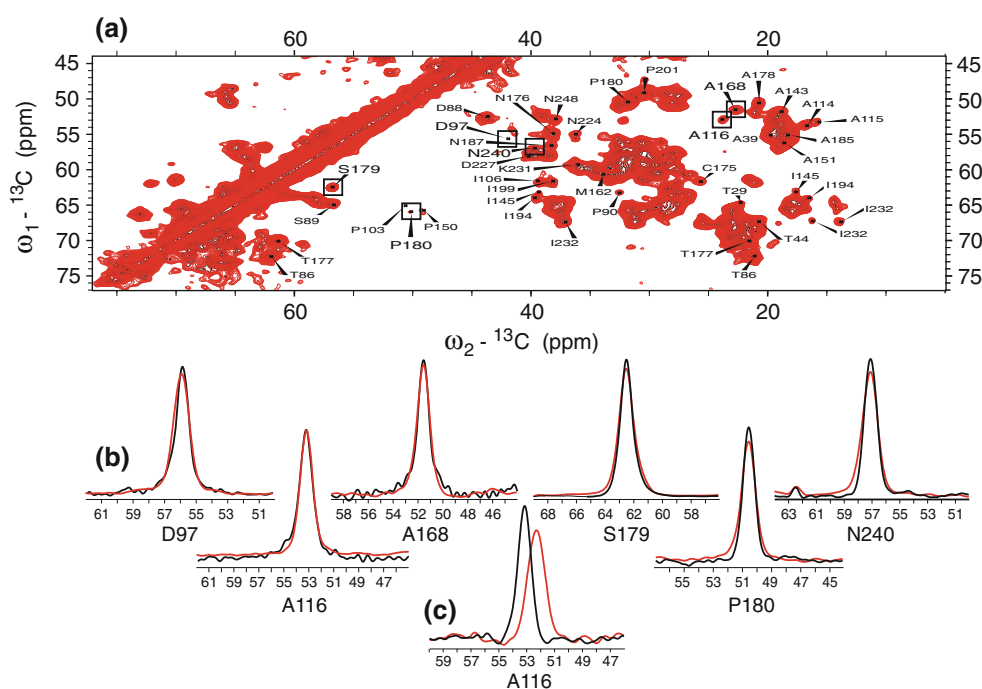 (a)
60 40 20
45
50
55
60
65
70
75
ω1 - 13C (ppm)
P180
P201
N176
N248
D88
D97
N224
N187
N240
D227
K231
I106
I199
I145
I194
M162
I232
P90
S179
S89
P103
P180
P150
T177
T86
A168
A178
A143
A114
A116
A115
A39
A185
A151
C175
I145
T29
I194
I232
T44
T177
T86
60 40 20
ω2 - 13C (ppm)
(b)
61 59 57 55 53 51
D97
58 56 54 52 50 48 46
A168
68 66 64 62 60 58
S179
63 61 59 57 55 53 51
N240
61 59 57 55 53 51 49 47
A116
55 53 51 49 47 45
P180
(c)
59 57 55 53 51 49 47
A116